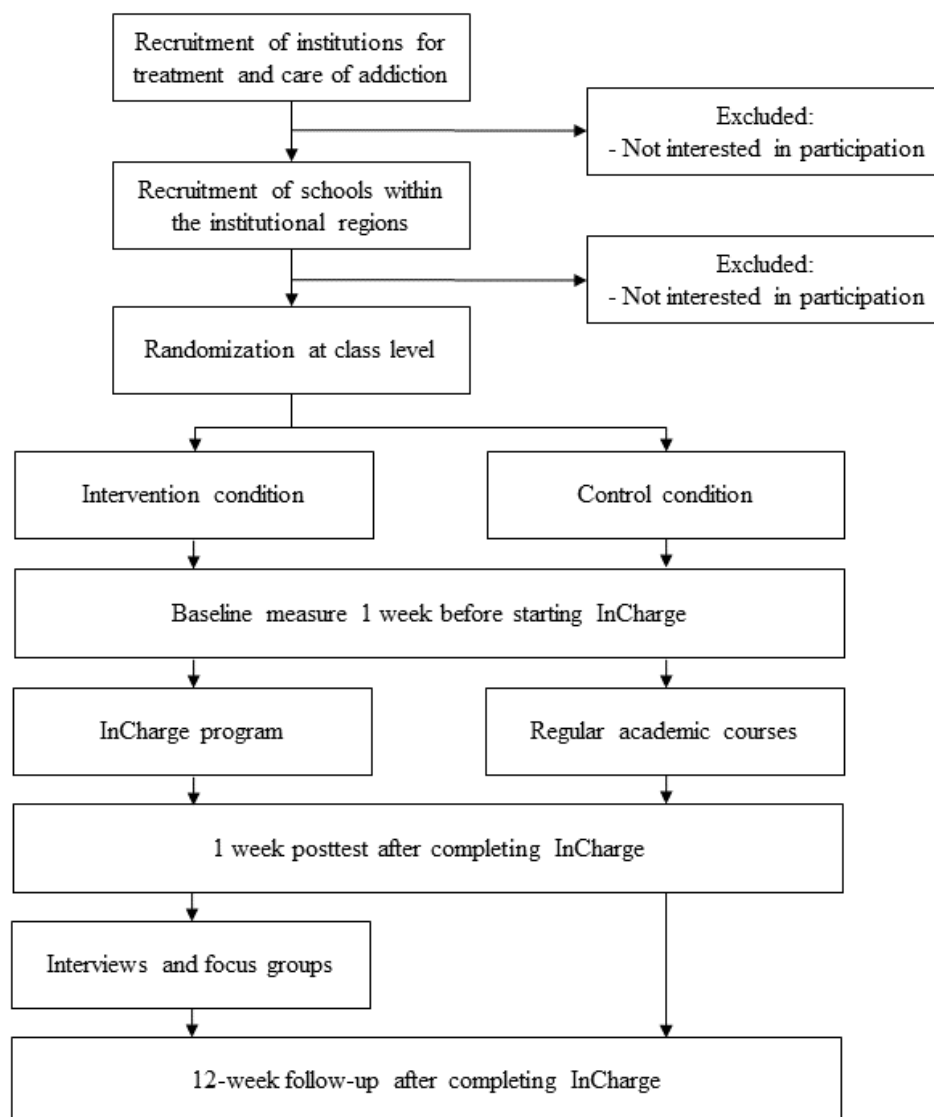 Recruitment of institutions for
treatment and care of addiction
Excluded:
- Not interested in participation
Recruitment of schools within
the institutional regions
Excluded:
- Not interested in participation
Randomization at class level
Intervention condition
Control condition
Baseline measure 1 week before starting InCharge
InCharge program
Regular academic courses
1 week posttest after completing InCharge
Interviews and focus groups
12-week follow-up after completing InCharge